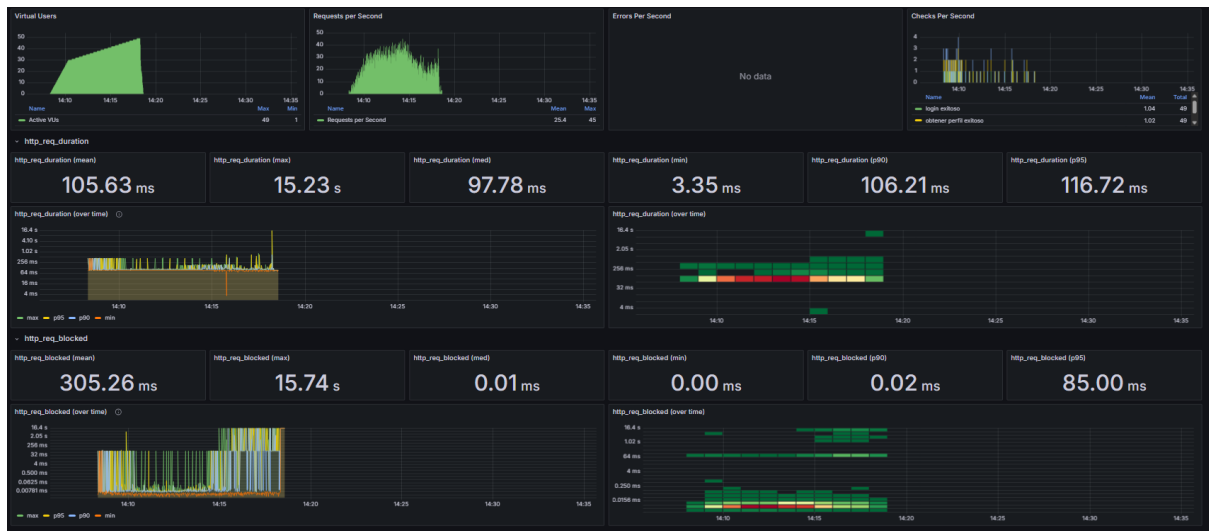 Virtual Users
Requests per Second
Errors Per Second
Checks Per Second
50
40
30
20
10
0
14:10 14:15 14:20 14:25 14:30 14:35
Name Max Min
Active VUs 49 1
50
40
30
20
10
0
14:10 14:15 14:20 14:25 14:30 14:35
Name Mean Max
Requests per Second 25.4 45
No data
4
3
2
1
0
14:10 14:15 14:20 14:25 14:30 14:35
Name Mean Total
login exitoso 1.04 49
obtener perfil exitoso 1.02 49
http_req_duration
http_req_duration (mean)
105.63 ms
http_req_duration (max)
15.23 s
http_req_duration (med)
97.78 ms
http_req_duration (min)
3.35 ms
http_req_duration (p90)
106.21 ms
http_req_duration (p95)
116.72 ms
http_req_duration (over time)
16.4 s
4.10 s
1.02 s
256 ms
64 ms
16 ms
4 ms
14:10 14:15 14:20 14:25 14:30 14:35
max p95 p90 min
http_req_duration (over time)
16.4 s
2.05 s
256 ms
32 ms
4 ms
14:10 14:15 14:20 14:25 14:30 14:35
http_req_blocked
http_req_blocked (mean)
305.26 ms
http_req_blocked (max)
15.74 s
http_req_blocked (med)
0.01 ms
http_req_blocked (min)
0.00 ms
http_req_blocked (p90)
0.02 ms
http_req_blocked (p95)
85.00 ms
http_req_blocked (over time)
16.4 s
2.05 s
256 ms
32 ms
4 ms
0.500 ms
0.0625 ms
0.00781 ms
14:10 14:15 14:20 14:25 14:30 14:35
max p95 p90 min
http_req_blocked (over time)
16.4 s
1.02 s
64 ms
4 ms
0.250 ms
0.0156 ms
14:10 14:15 14:20 14:25 14:30 14:35